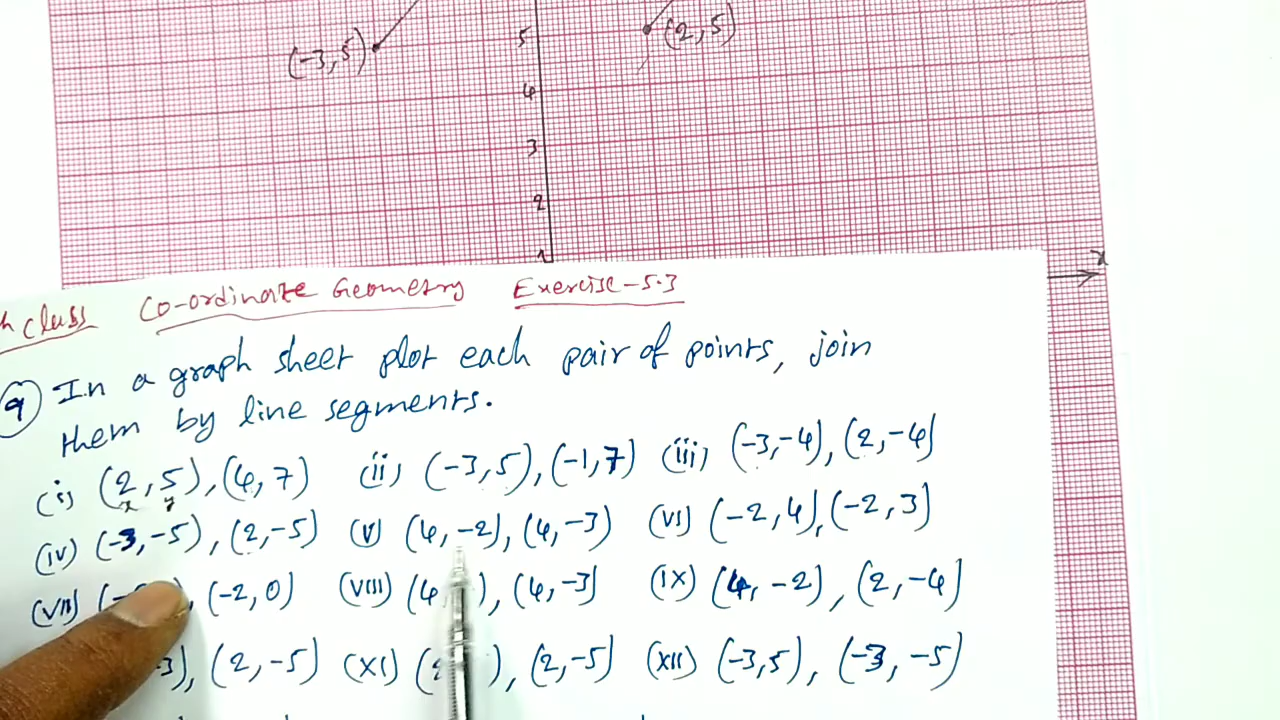 (-3,5) 5 (2,5)
4
3
2
1 x
class Co-ordinate Geometry Exercise-5.3
9 In a graph sheet plot each pair of points, join
them by line segments.
(i) (2,5), (4,7) (ii) (-3,5), (-1,7) (iii) (-3,-4), (2,-4)
x y
(iv) (-3,-5), (2,-5) (v) (4,-2), (4,-3) (vi) (-2,4), (-2,3)
(vii) , (-2,0) (viii) (4, ), (4,-3) (ix) (4,-2), (2,-4)
), (2,-5) (xi) ( ), (2,-5) (xii) (-3,5), (-3,-5)